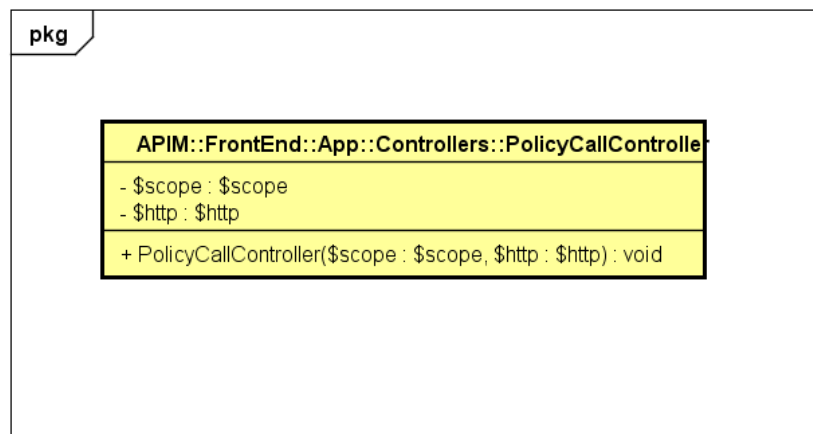 pkg
APIM::FrontEnd::App::Controllers::PolicyCallController
- $scope : $scope
- $http : $http
+ PolicyCallController($scope : $scope, $http : $http) : void